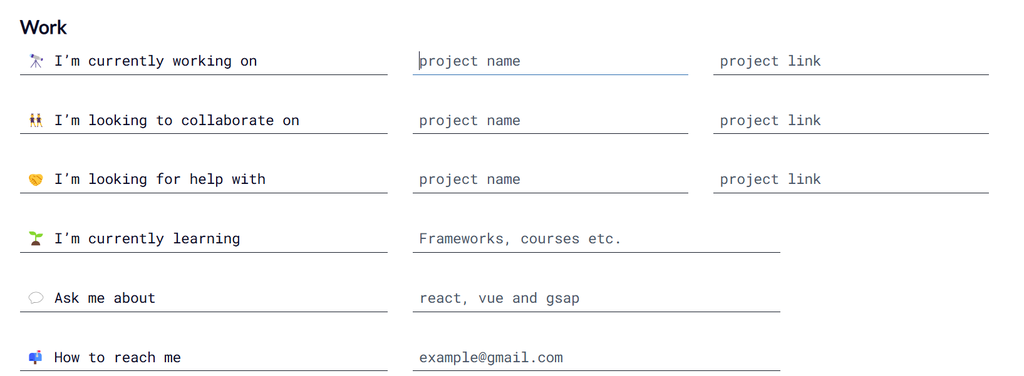 Work
🔭 I’m currently working on project name project link
👯 I’m looking to collaborate on project name project link
🤝 I’m looking for help with project name project link
🌱 I’m currently learning Frameworks, courses etc.
💬 Ask me about react, vue and gsap
📫 How to reach me example@gmail.com